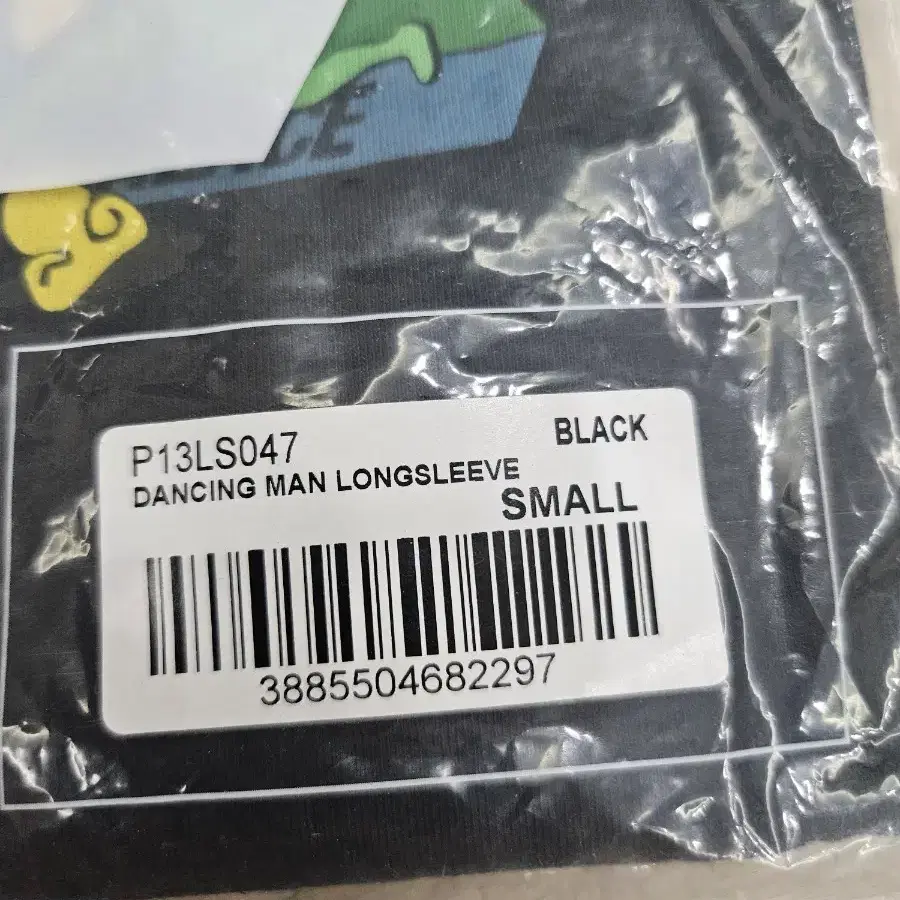 P13LS047
BLACK
DANCING MAN LONGSLEEVE
SMALL
3885504682297